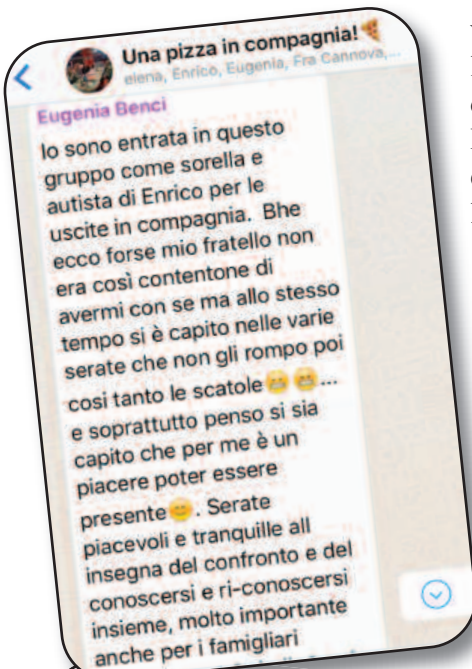 Una pizza in compagnia!🍕
elena, Enrico, Eugenia, Fra Cannova,...
Eugenia Benci
Io sono entrata in questo
gruppo come sorella e
autista di Enrico per le
uscite in compagnia. Bhe
ecco forse mio fratello non
era così contentone di
avermi con se ma allo stesso
tempo si è capito nelle varie
serate che non gli rompo poi
cosi tanto le scatole😁😁...
e soprattutto penso si sia
capito che per me è un
piacere poter essere
presente😊. Serate
piacevoli e tranquille all
insegna del confronto e del
conoscersi e ri-conoscersi
insieme, molto importante
anche per i famigliari